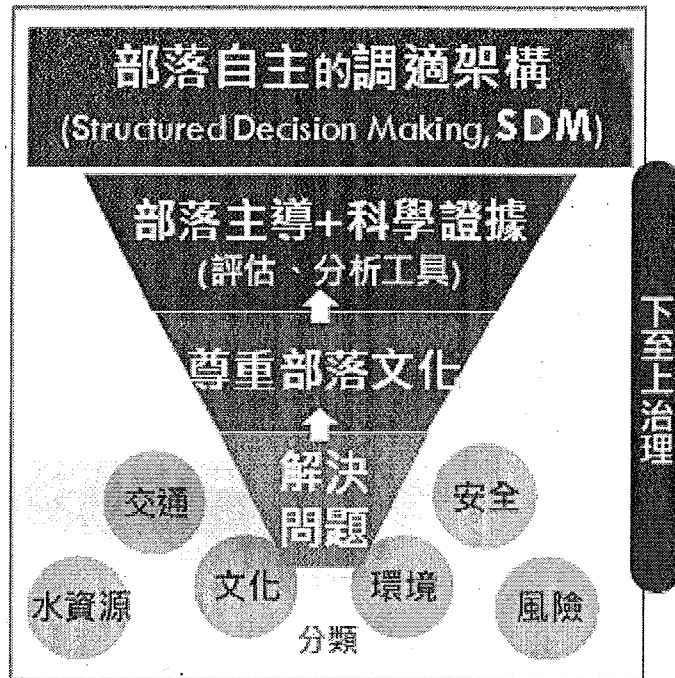 部落自主的調適架構
(Structured Decision Making, SDM)
部落主導+科學證據
(評估、分析工具)
尊重部落文化
解決
問題
交通
安全
水資源
文化
環境
風險
分類
下至上治理